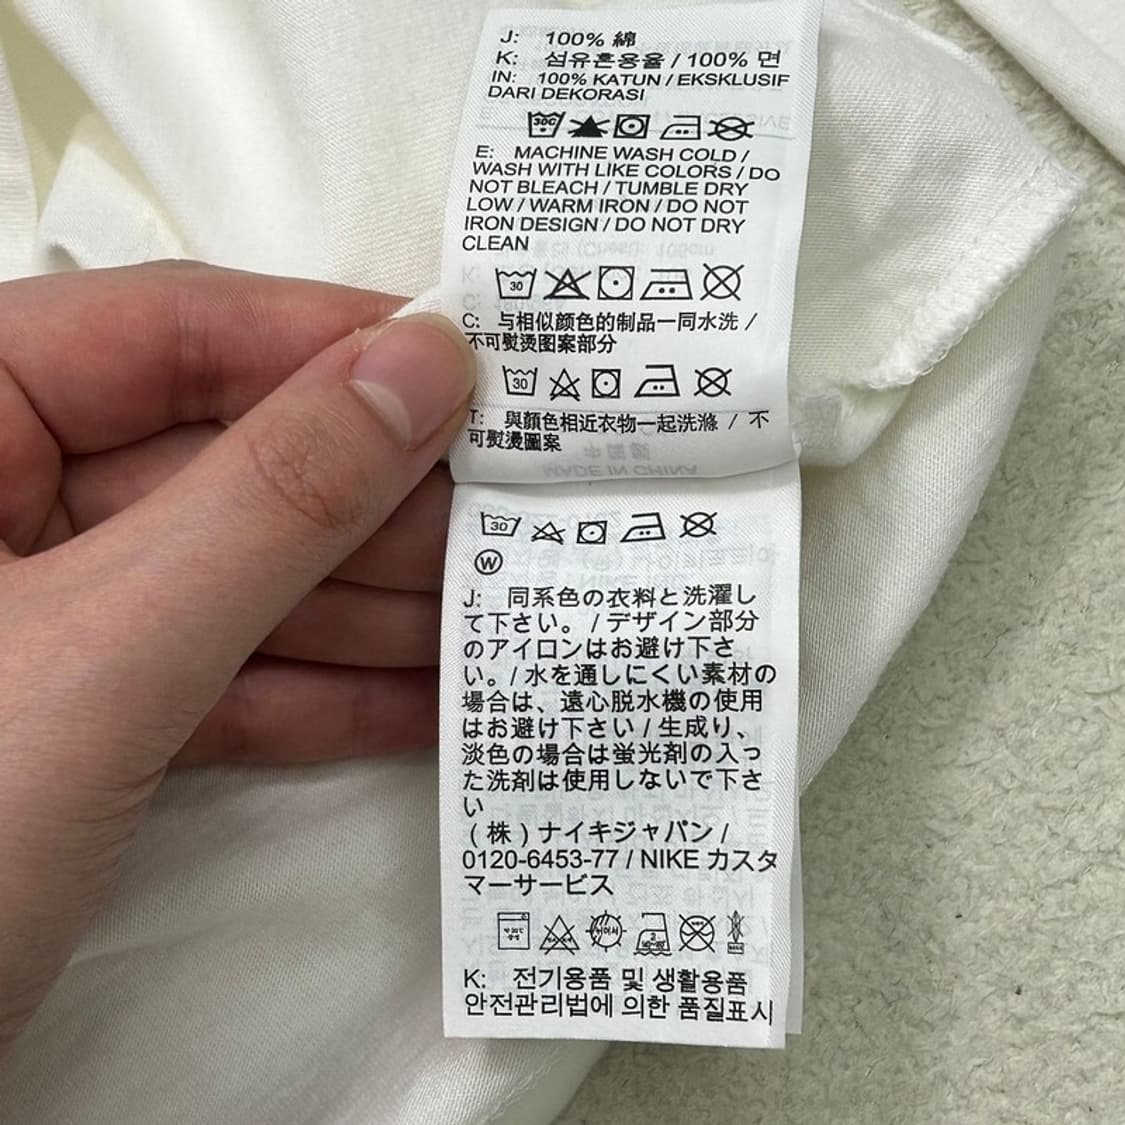 J: 100% 綿
K: 섬유혼용율 / 100% 면
IN: 100% KATUN / EKSKLUSIF
DARI DEKORASI
30C
E: MACHINE WASH COLD /
WASH WITH LIKE COLORS / DO
NOT BLEACH / TUMBLE DRY
LOW / WARM IRON / DO NOT
IRON DESIGN / DO NOT DRY
CLEAN
30
C: 与相似颜色的制品一同水洗 /
不可熨烫图案部分
30
T: 與顏色相近衣物一起洗滌 / 不
可熨燙圖案
30
W
J: 同系色の衣料と洗濯し
て下さい。 / デザイン部分
のアイロンはお避け下さ
い。/ 水を通しにくい素材の
場合は、遠心脱水機の使用
はお避け下さい / 生成り、
淡色の場合は蛍光剤の入っ
た洗剤は使用しないで下さ
い
(株) ナイキジャパン /
0120-6453-77 / NIKE カスタ
マーサービス
K: 전기용품 및 생활용품
안전관리법에 의한 품질표시